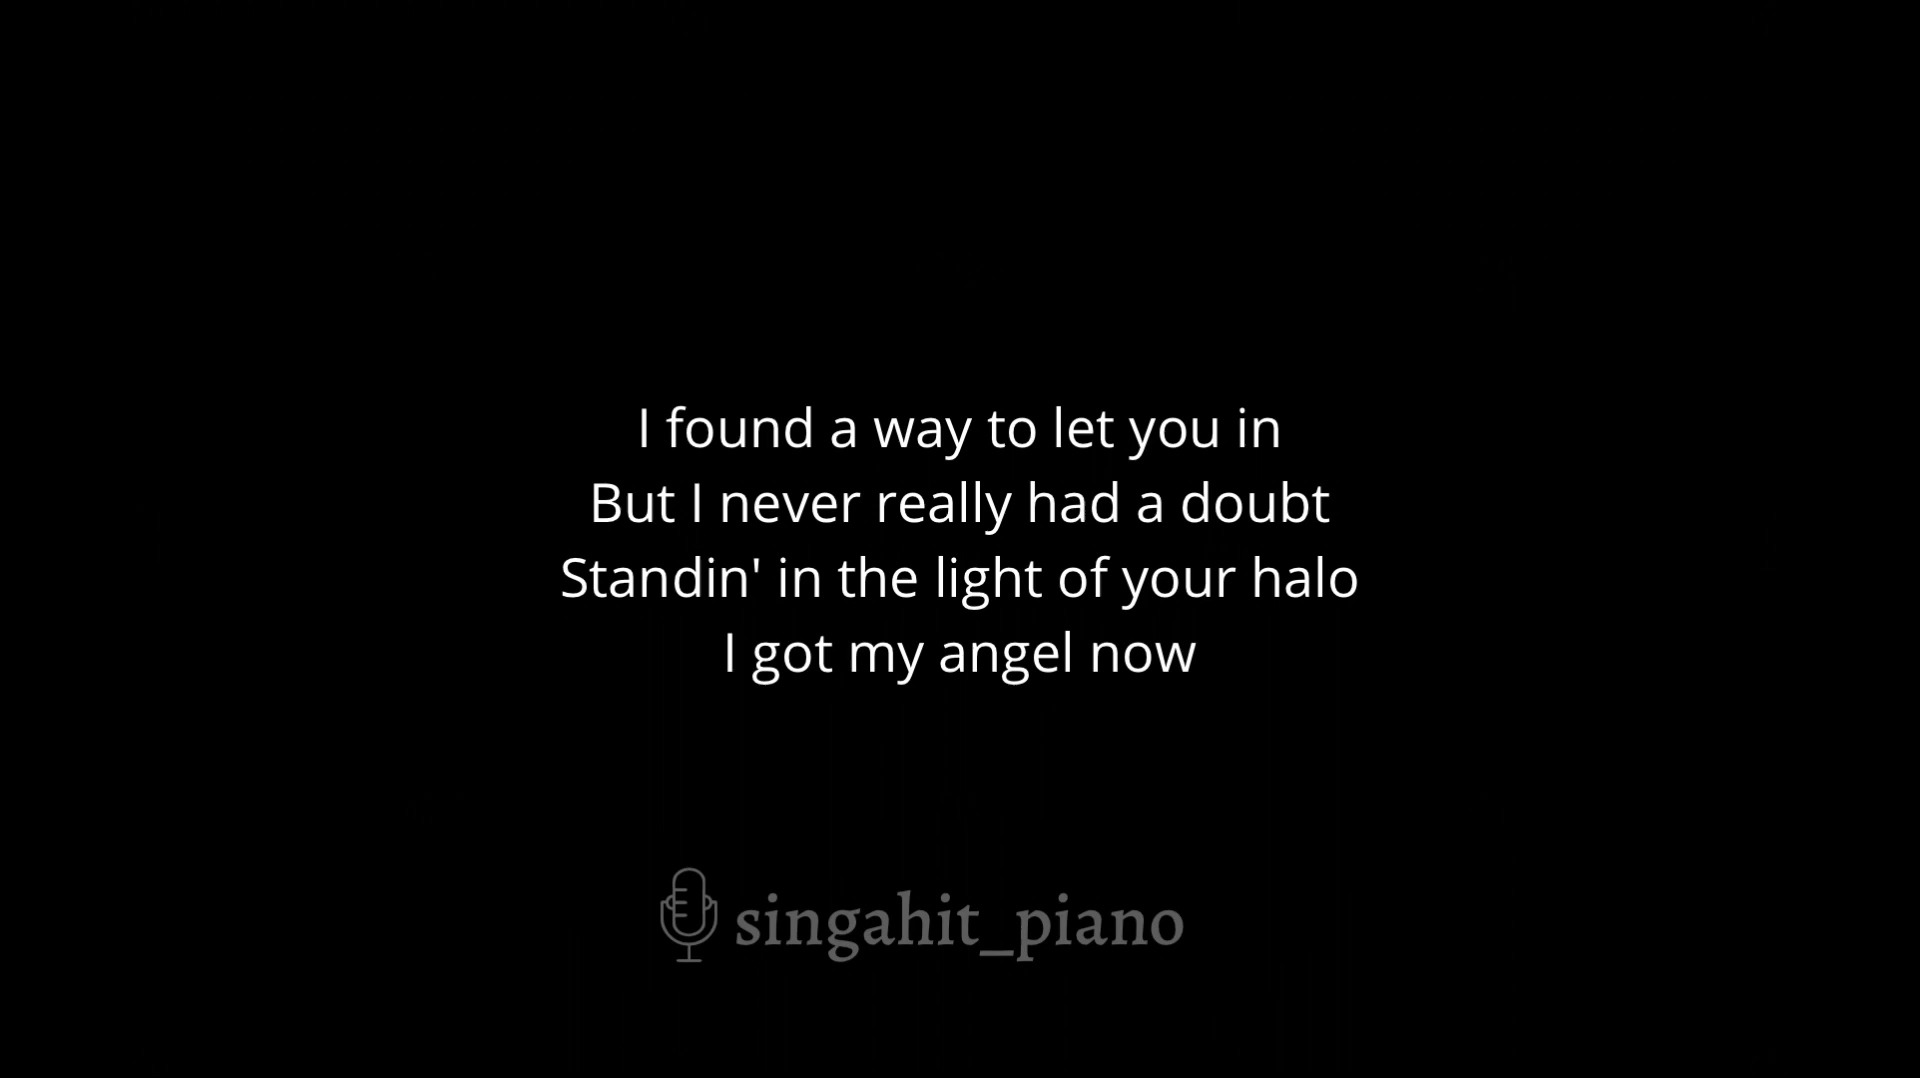 I found a way to let you in
But I never really had a doubt
Standin' in the light of your halo
I got my angel now
singahit_piano